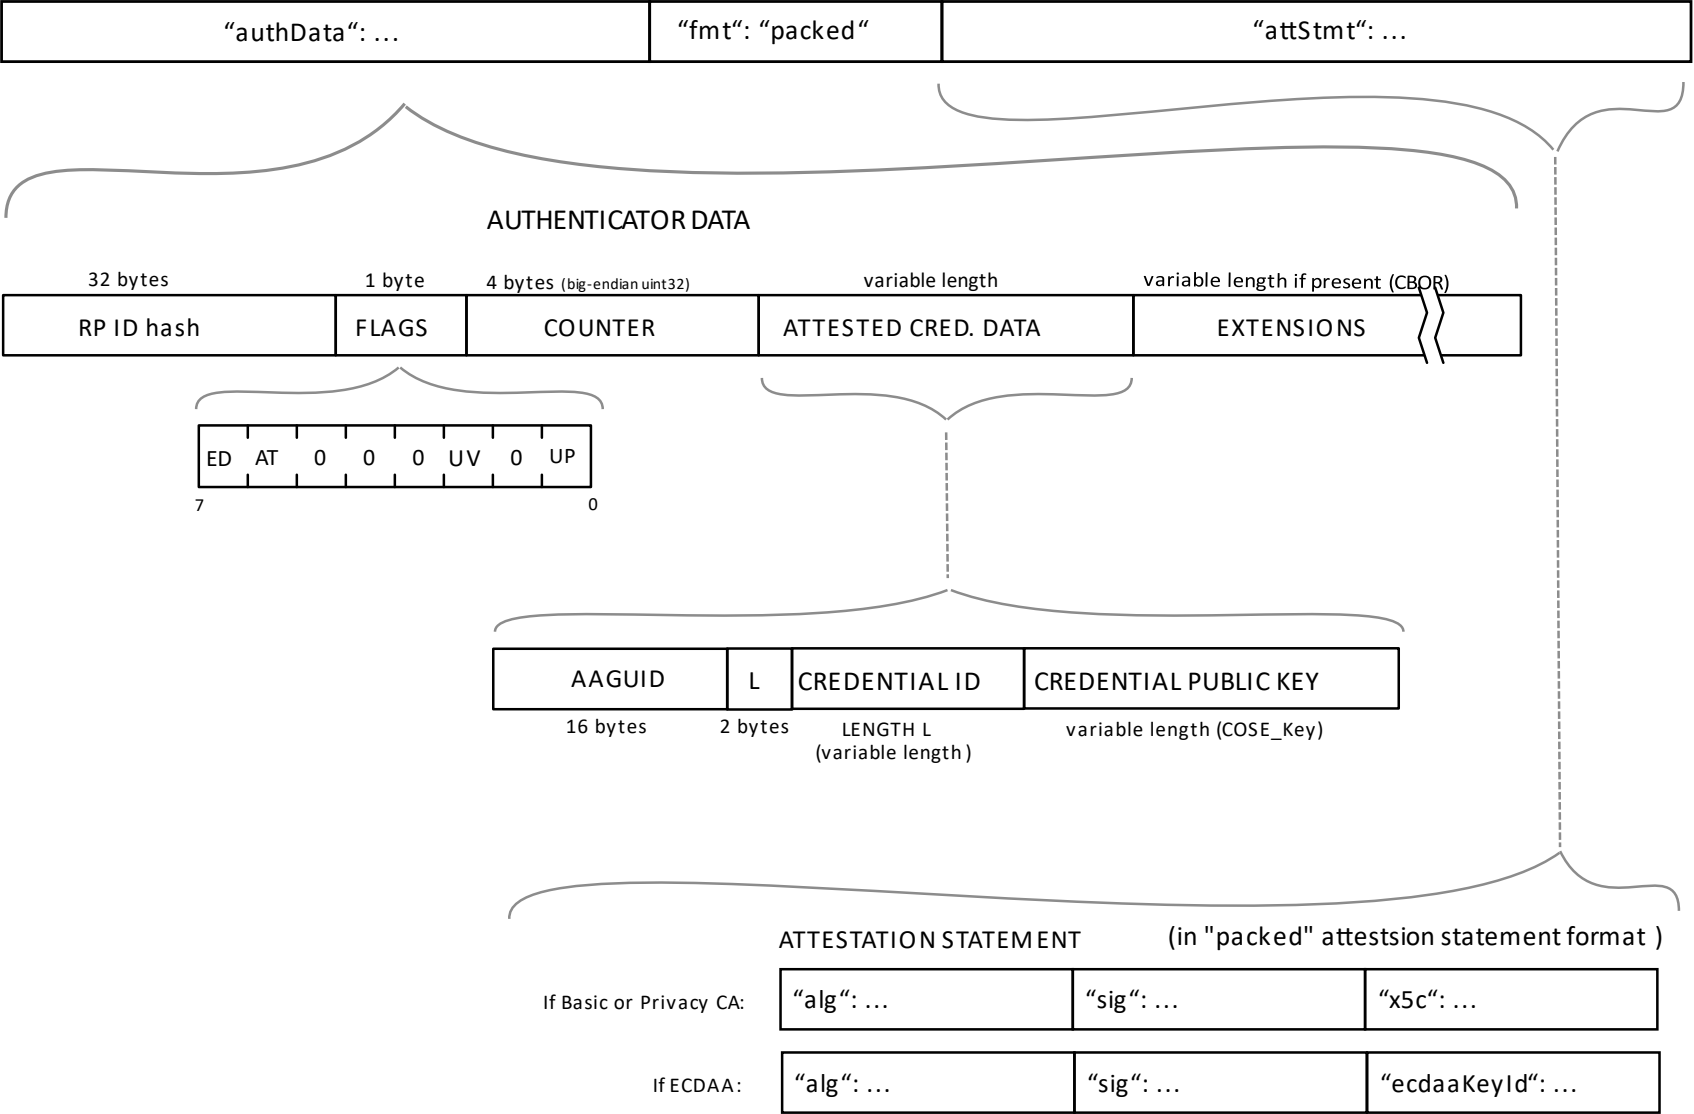 “authData“: ... “fmt“: “packed“ “attStmt“: ...
AUTHENTICATOR DATA
32 bytes 1 byte 4 bytes (big-endian uint32) variable length variable length if present (CBOR)
RP ID hash FLAGS COUNTER ATTESTED CRED. DATA EXTENSIONS
ED AT 0 0 0 UV 0 UP
7 0
AAGUID L CREDENTIAL ID CREDENTIAL PUBLIC KEY
16 bytes 2 bytes LENGTH L variable length (COSE_Key)
(variable length)
ATTESTATION STATEMENT (in "packed" attestsion statement format )
If Basic or Privacy CA: “alg“: ... “sig“: ... “x5c“: ...
If ECDAA: “alg“: ... “sig“: ... “ecdaaKeyId“: ...